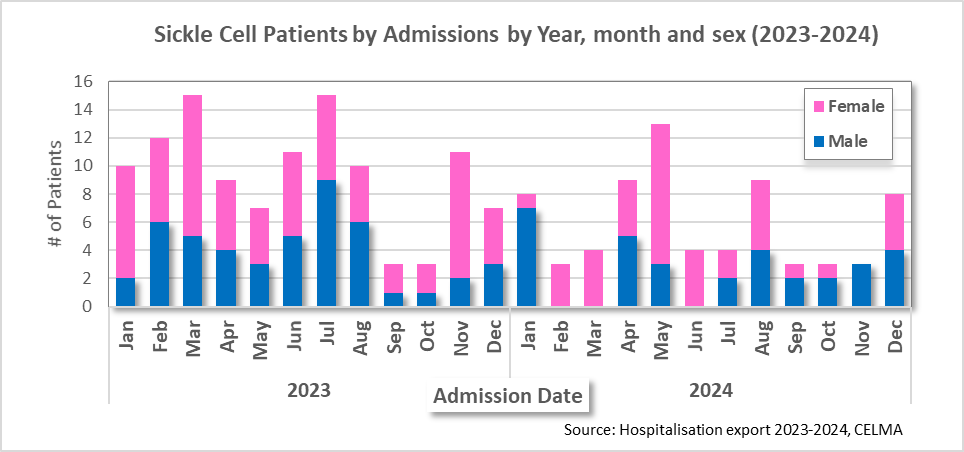 Sickle Cell Patients by Admissions by Year, month and sex (2023-2024)
# of Patients
16
14
12
10
8
6
4
2
0
Female
Male
Jan Feb Mar Apr May Jun Jul Aug Sep Oct Nov Dec Jan Feb Mar Apr May Jun Jul Aug Sep Oct Nov Dec
2023 2024
Admission Date
Source: Hospitalisation export 2023-2024, CELMA